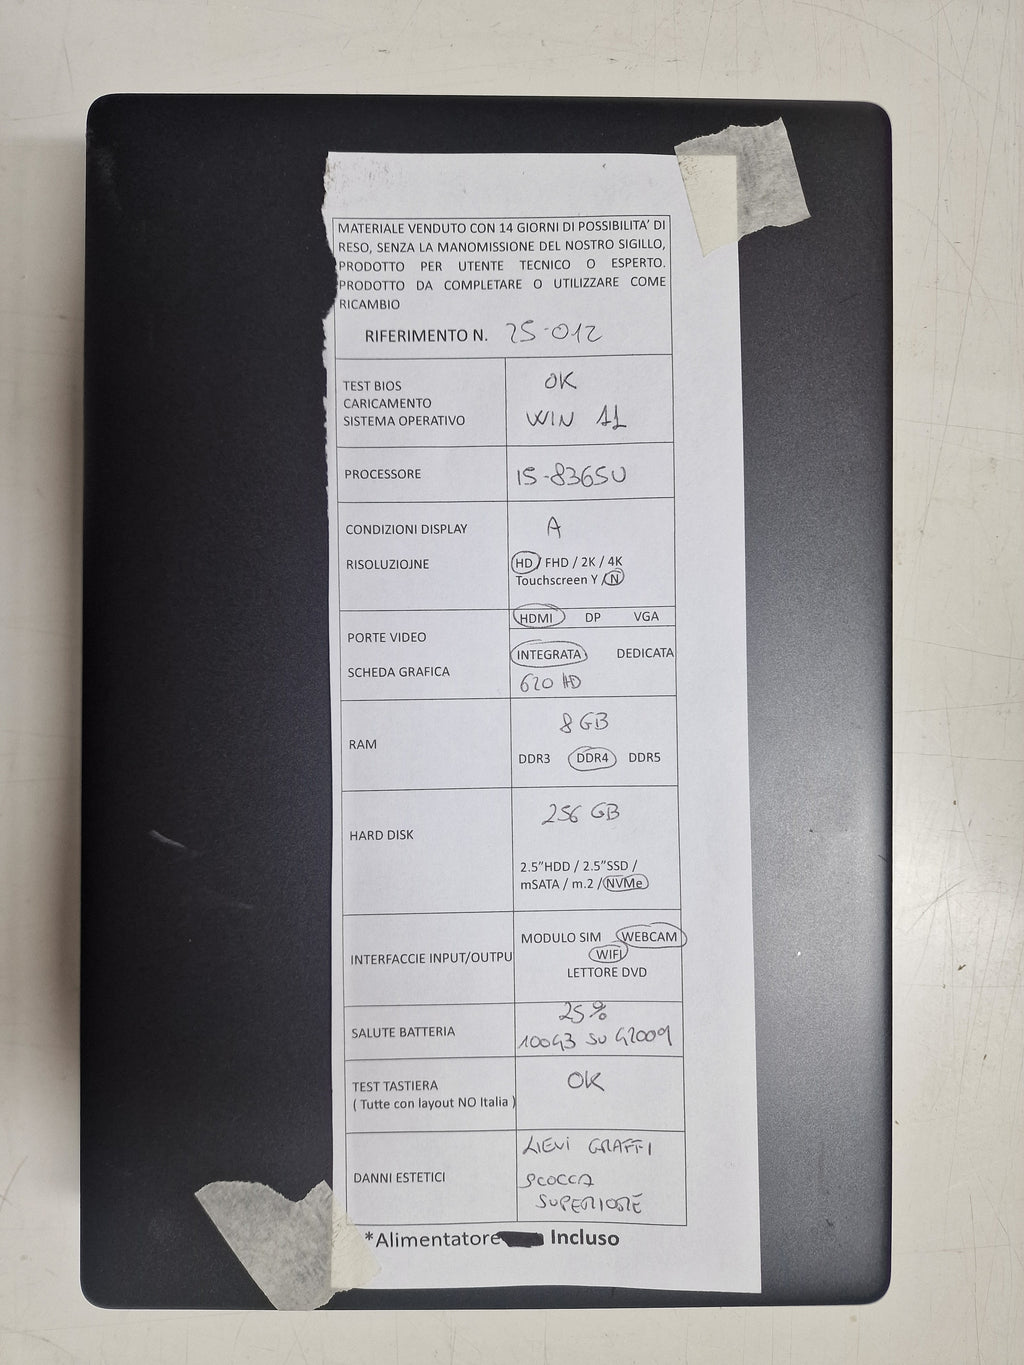 MATERIALE VENDUTO CON 14 GIORNI DI POSSIBILITA' DI
RESO, SENZA LA MANOMISSIONE DEL NOSTRO SIGILLO,
PRODOTTO PER UTENTE TECNICO O ESPERTO.
PRODOTTO DA COMPLETARE O UTILIZZARE COME
RICAMBIO
RIFERIMENTO N. 25-012
TEST BIOS OK
CARICAMENTO
SISTEMA OPERATIVO WIN 11
PROCESSORE I5-8365U
CONDIZIONI DISPLAY A
RISOLUZIOJNE HD / FHD / 2K / 4K
Touchscreen Y / N
HDMI DP VGA
PORTE VIDEO
INTEGRATA DEDICATA
SCHEDA GRAFICA 620 HD
8 GB
RAM
DDR3 DDR4 DDR5
256 GB
HARD DISK
2.5"HDD / 2.5"SSD /
mSATA / m.2 / NVMe
MODULO SIM WEBCAM
INTERFACCIE INPUT/OUTPU WIFI
LETTORE DVD
25%
SALUTE BATTERIA 10043 SU 42009
TEST TASTIERA OK
( Tutte con layout NO Italia )
LIEVI GRAFFI
DANNI ESTETICI SCOCCA
SUPERIORE
*Alimentatore Incluso